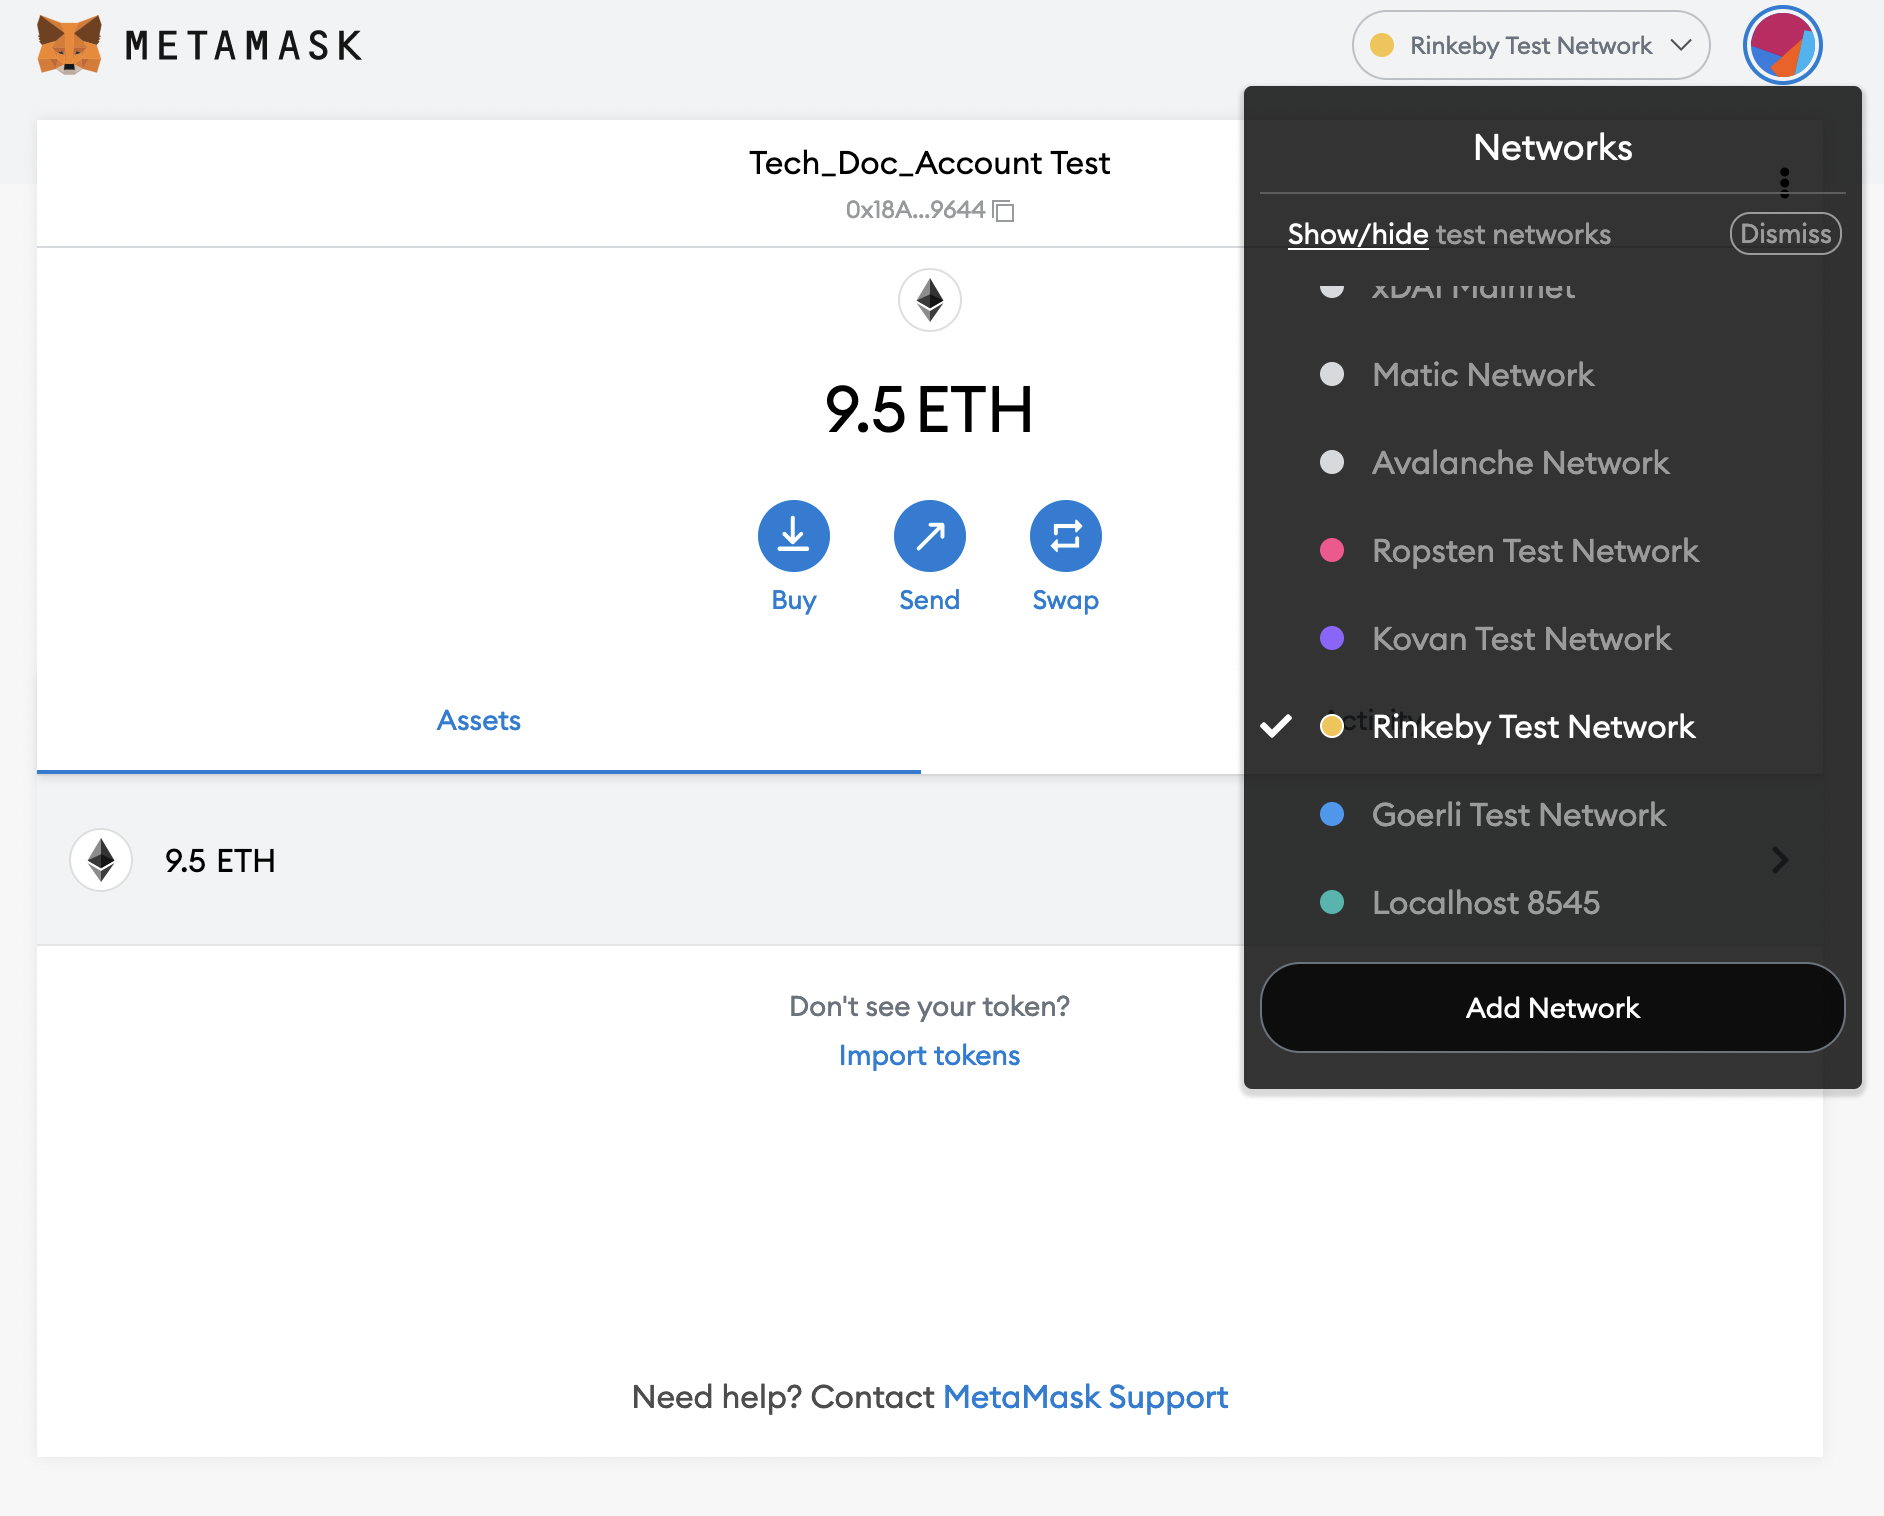 METAMASK
Rinkeby Test Network
Tech_Doc_Account Test
0x18A...9644
9.5 ETH
Buy
Send
Swap
Assets
Activity
9.5 ETH
Don't see your token?
Import tokens
Need help? Contact MetaMask Support
Networks
Show/hide test networks
Dismiss
xDAI Mainnet
Matic Network
Avalanche Network
Ropsten Test Network
Kovan Test Network
Rinkeby Test Network
Goerli Test Network
Localhost 8545
Add Network